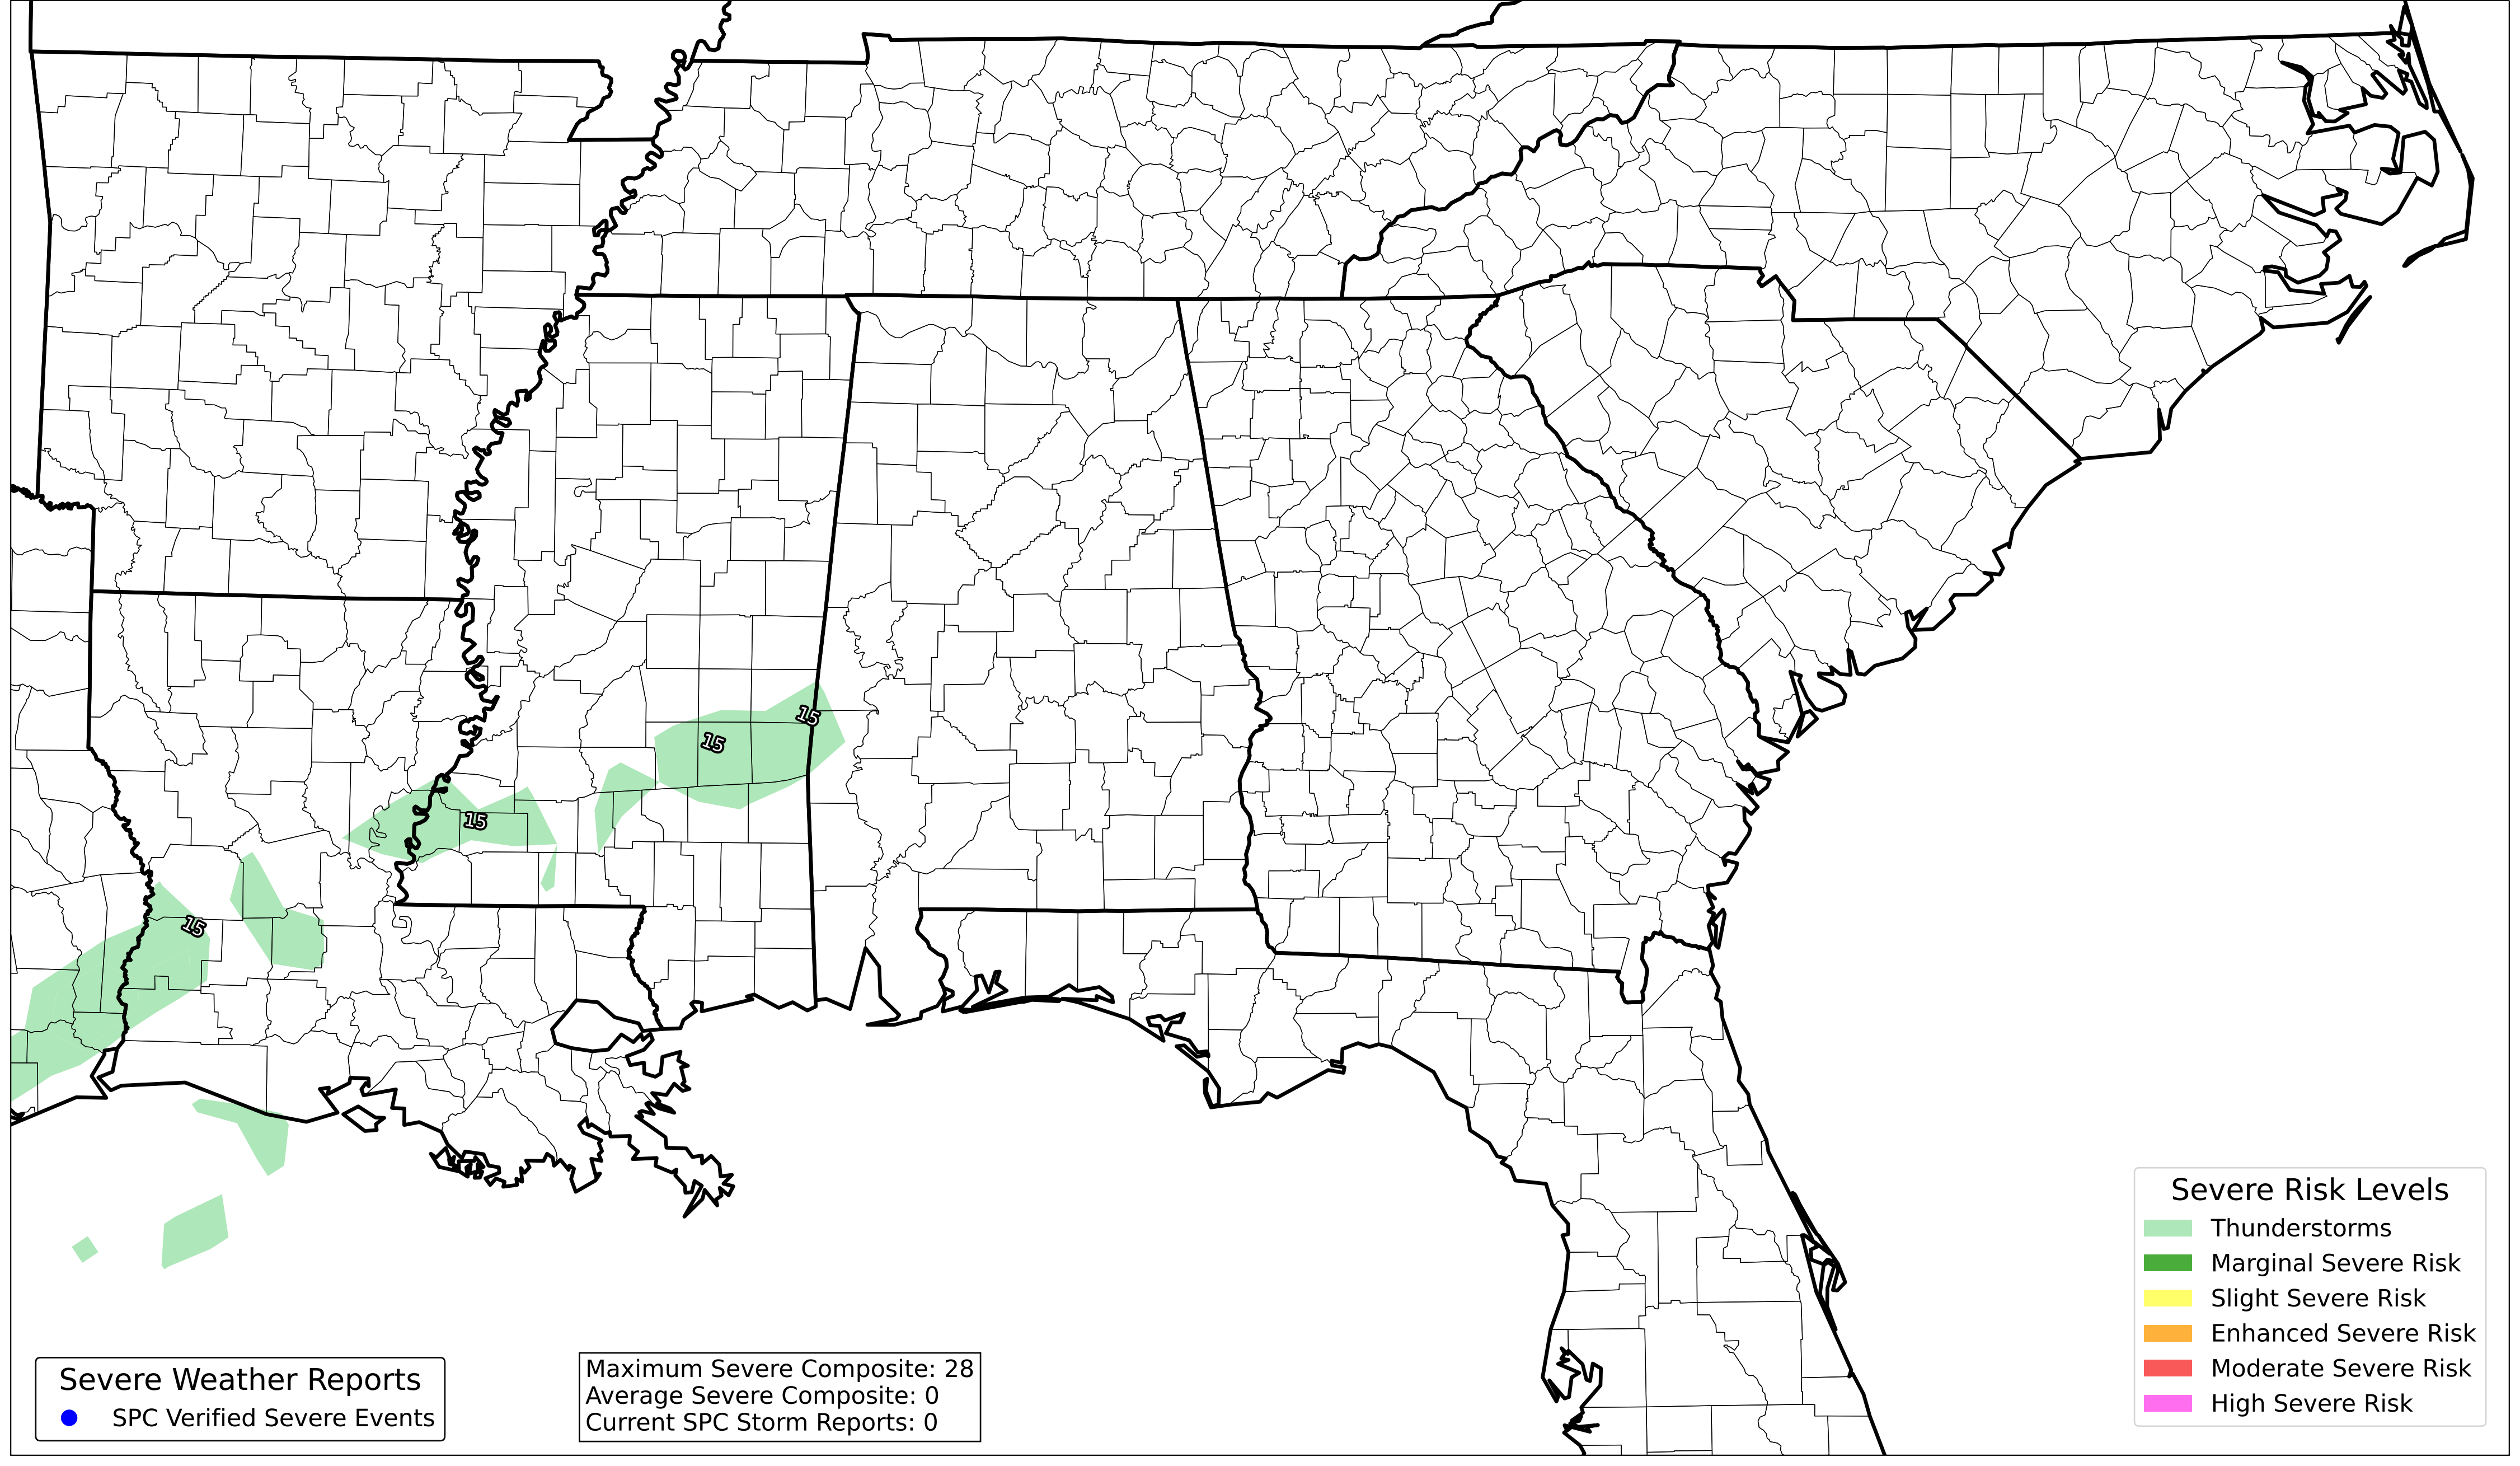 15
15
15
15
Severe Risk Levels
Thunderstorms
Marginal Severe Risk
Slight Severe Risk
Enhanced Severe Risk
Moderate Severe Risk
High Severe Risk
Severe Weather Reports
SPC Verified Severe Events
Maximum Severe Composite: 28
Average Severe Composite: 0
Current SPC Storm Reports: 0